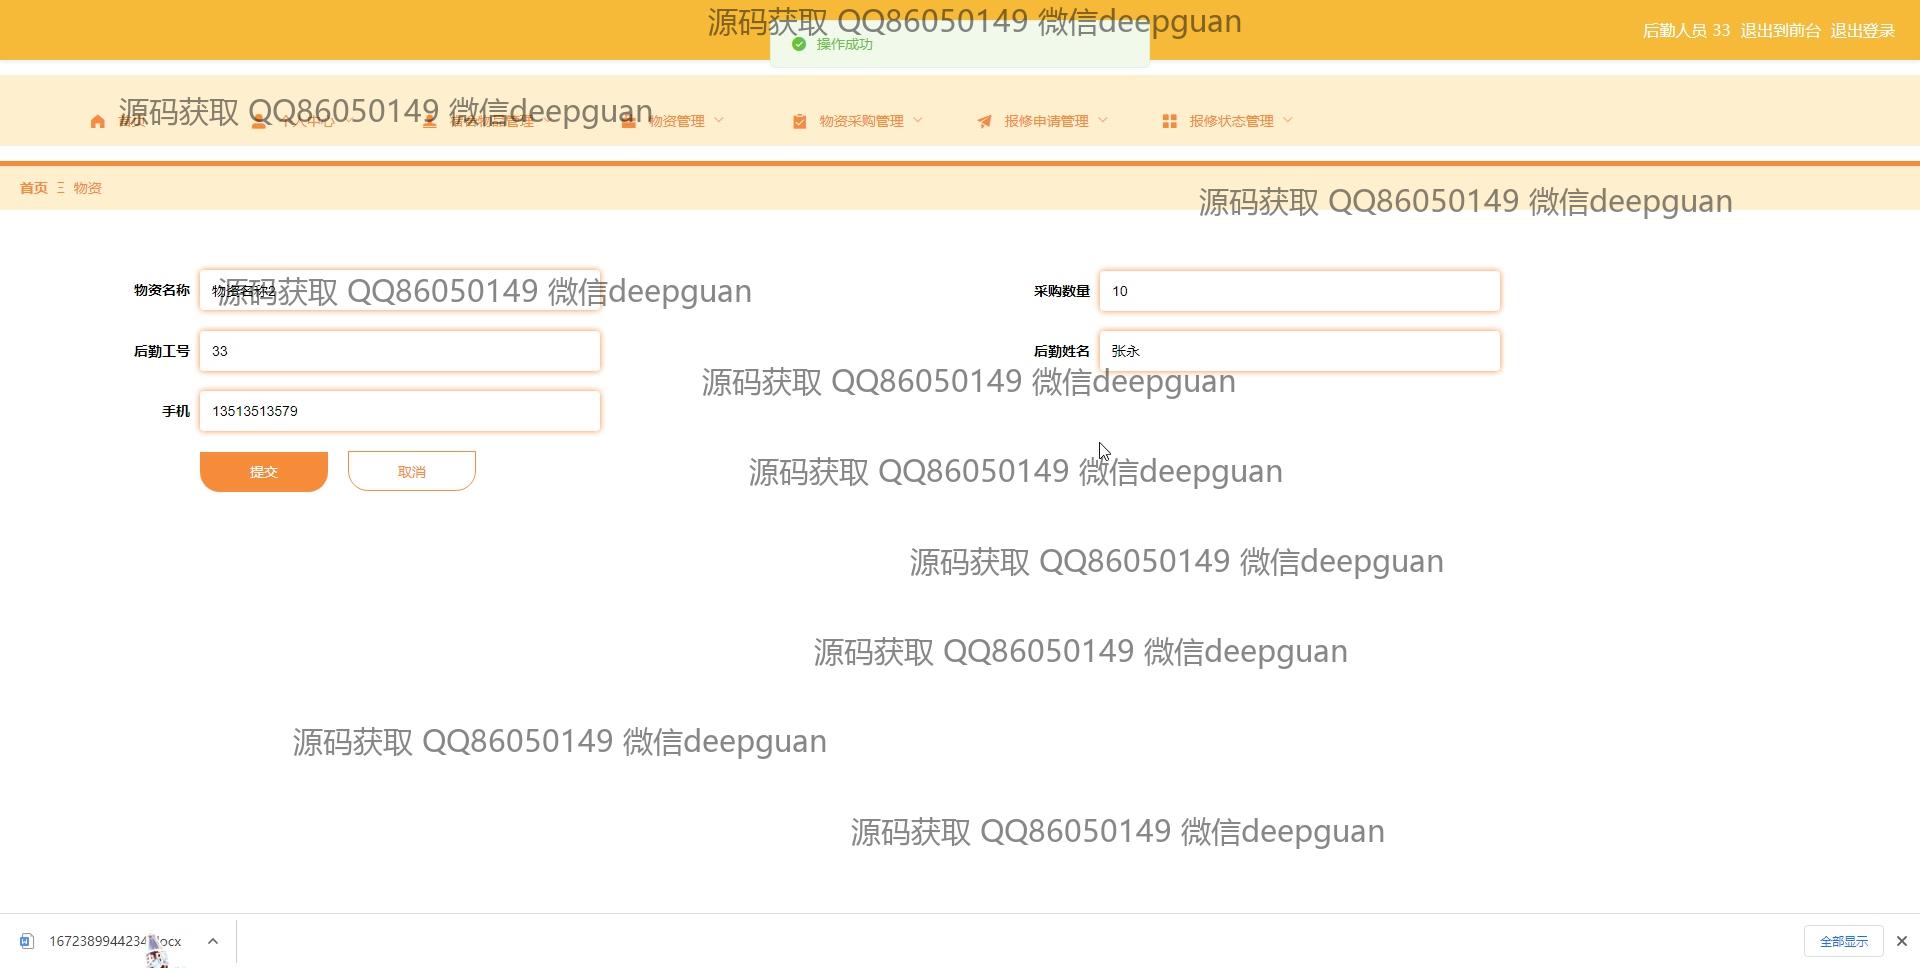 源码获取 QQ86050149 微信deepguan
操作成功
后勤人员 33 退出到前台 退出登录
源码获取 QQ86050149 微信deepguan
首页 个人中心 宿舍物品管理 物资管理 物资采购管理 报修申请管理 报修状态管理
首页 物资
源码获取 QQ86050149 微信deepguan
物资名称 物资名称2 采购数量 10
源码获取 QQ86050149 微信deepguan
后勤工号 33 后勤姓名 张永
源码获取 QQ86050149 微信deepguan
手机 13513513579
提交 取消
源码获取 QQ86050149 微信deepguan
源码获取 QQ86050149 微信deepguan
源码获取 QQ86050149 微信deepguan
源码获取 QQ86050149 微信deepguan
源码获取 QQ86050149 微信deepguan
全部显示